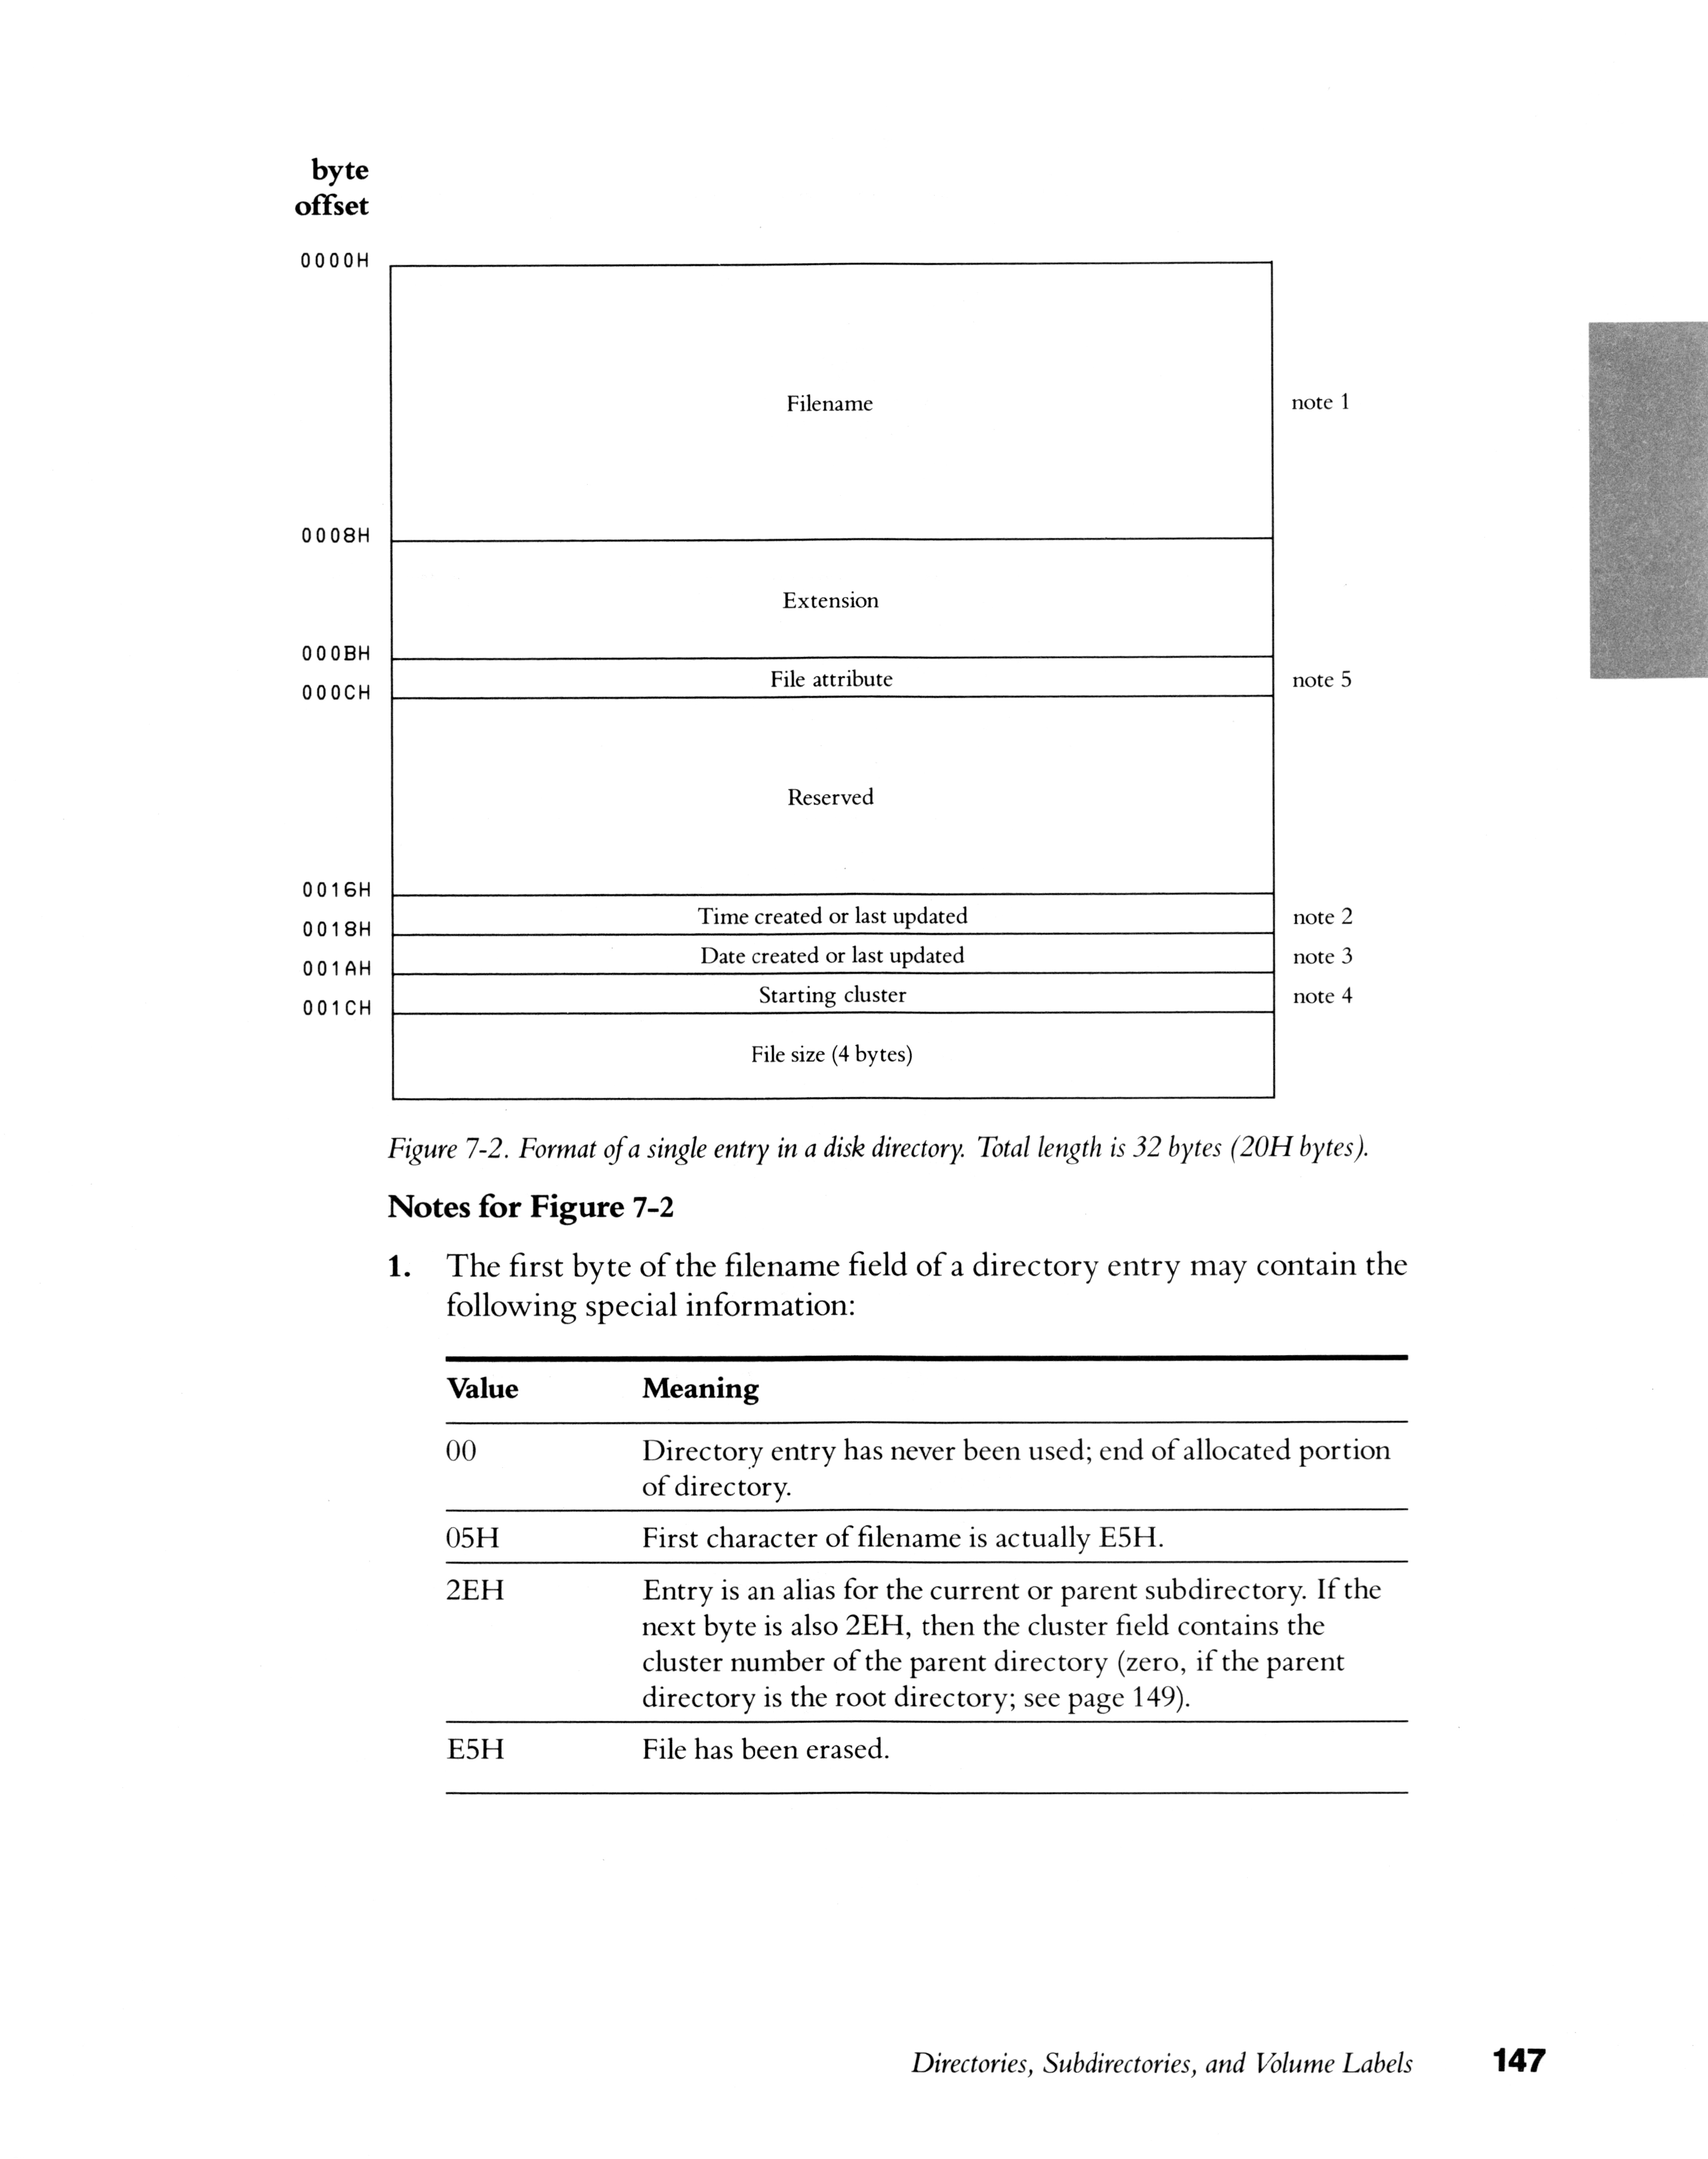 byte
offset
0000H
Filename note 1
0008H
Extension
000BH
File attribute note 5
000CH
Reserved
0016H
Time created or last updated note 2
0018H
Date created or last updated note 3
001AH
Starting cluster note 4
001CH
File size (4 bytes)
Figure 7-2. Format of a single entry in a disk directory. Total length is 32 bytes (20H bytes).
Notes for Figure 7-2
1. The first byte of the filename field of a directory entry may contain the
following special information:
Value Meaning
00 Directory entry has never been used; end of allocated portion
of directory.
05H First character of filename is actually E5H.
2EH Entry is an alias for the current or parent subdirectory. If the
next byte is also 2EH, then the cluster field contains the
cluster number of the parent directory (zero, if the parent
directory is the root directory; see page 149).
E5H File has been erased.
Directories, Subdirectories, and Volume Labels 147